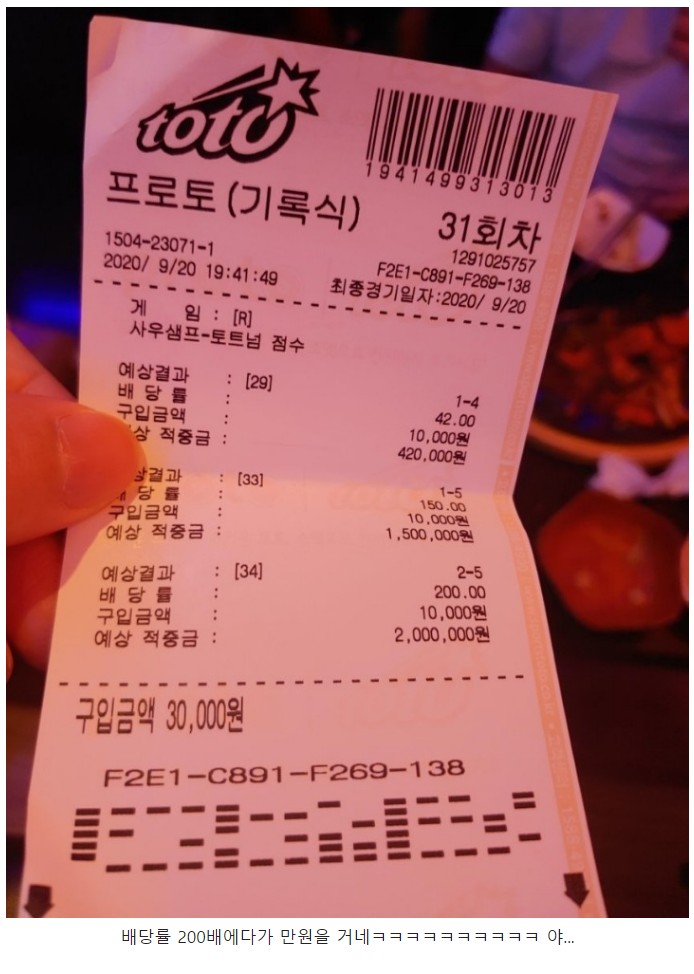 toto
1941499313013
프로토(기록식)
31회차
1504-23071-1
1291025757
2020/ 9/20 19:41:49
F2E1-C891-F269-138
최종경기일자:2020/ 9/20
게 임 : [R]
사우샘프-토트넘 점수
예상결과 : [29] 1-4
배 당 률 : 42.00
구입금액 : 10,000원
상 적중금 : 420,000원
상결과 : [33] 1-5
당 률 : 150.00
구입금액 : 10,000원
예상 적중금 : 1,500,000원
예상결과 : [34] 2-5
배 당 률 : 200.00
구입금액 : 10,000원
예상 적중금 : 2,000,000원
구입금액 30,000원
F2E1-C891-F269-138
배당률 200배에다가 만원을 거네ㅋㅋㅋㅋㅋㅋㅋㅋㅋㅋ 야...